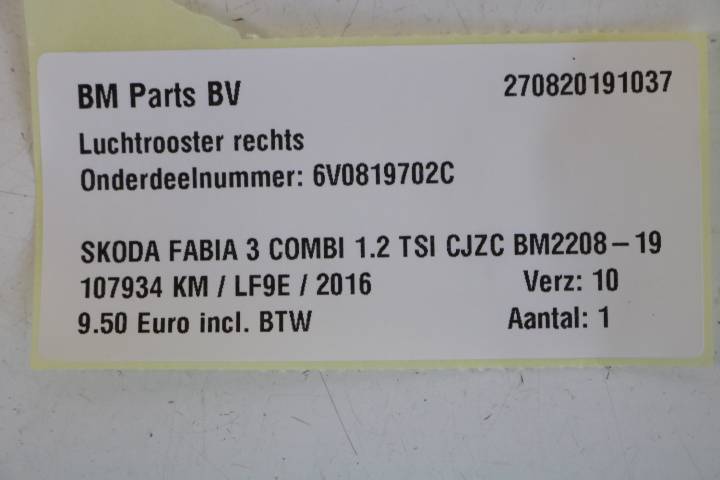 BM Parts BV 270820191037
Luchtrooster rechts
Onderdeelnummer: 6V0819702C
SKODA FABIA 3 COMBI 1.2 TSI CJZC BM2208-19
107934 KM / LF9E / 2016 Verz: 10
9.50 Euro incl. BTW Aantal: 1